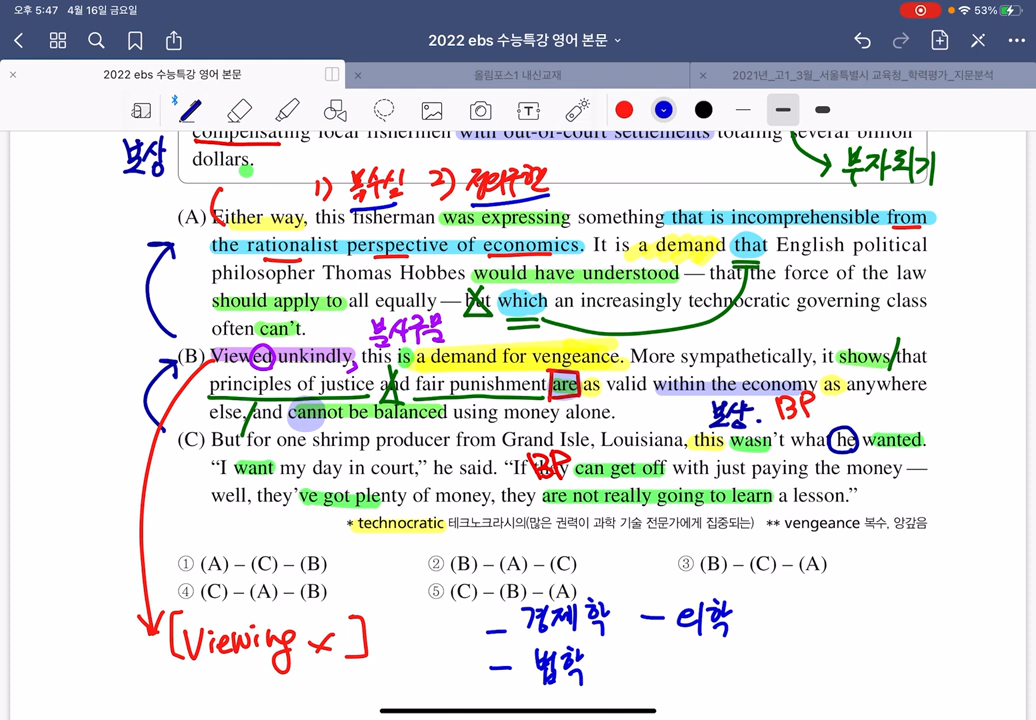 오후 5:47 4월 16일 금요일
53%
2022 ebs 수능특강 영어 본문
2022 ebs 수능특강 영어 본문
올림포스1 내신교재
2021년_고1_3월_서울특별시 교육청_학력평가_지문분석
compensating local fishermen with out-of-court settlements totaling several billion
보상
dollars.
부자되기
1) 복수심 2) 정의구현
(A) Either way, this fisherman was expressing something that is incomprehensible from
the rationalist perspective of economics. It is a demand that English political
philosopher Thomas Hobbes would have understood — that the force of the law
should apply to all equally — but which an increasingly technocratic governing class
often can't.
분사구문
(B) Viewed unkindly, this is a demand for vengeance. More sympathetically, it shows that
principles of justice and fair punishment are as valid within the economy as anywhere
else, and cannot be balanced using money alone.
보상. BP
(C) But for one shrimp producer from Grand Isle, Louisiana, this wasn't what he wanted.
BP
"I want my day in court," he said. "If they can get off with just paying the money —
well, they've got plenty of money, they are not really going to learn a lesson."
* technocratic 테크노크라시의(많은 권력이 과학 기술 전문가에게 집중되는) ** vengeance 복수, 앙갚음
① (A) – (C) – (B) ② (B) – (A) – (C) ③ (B) – (C) – (A)
④ (C) – (A) – (B) ⑤ (C) – (B) – (A)
[Viewing x]
– 경제학 – 의학
– 법학